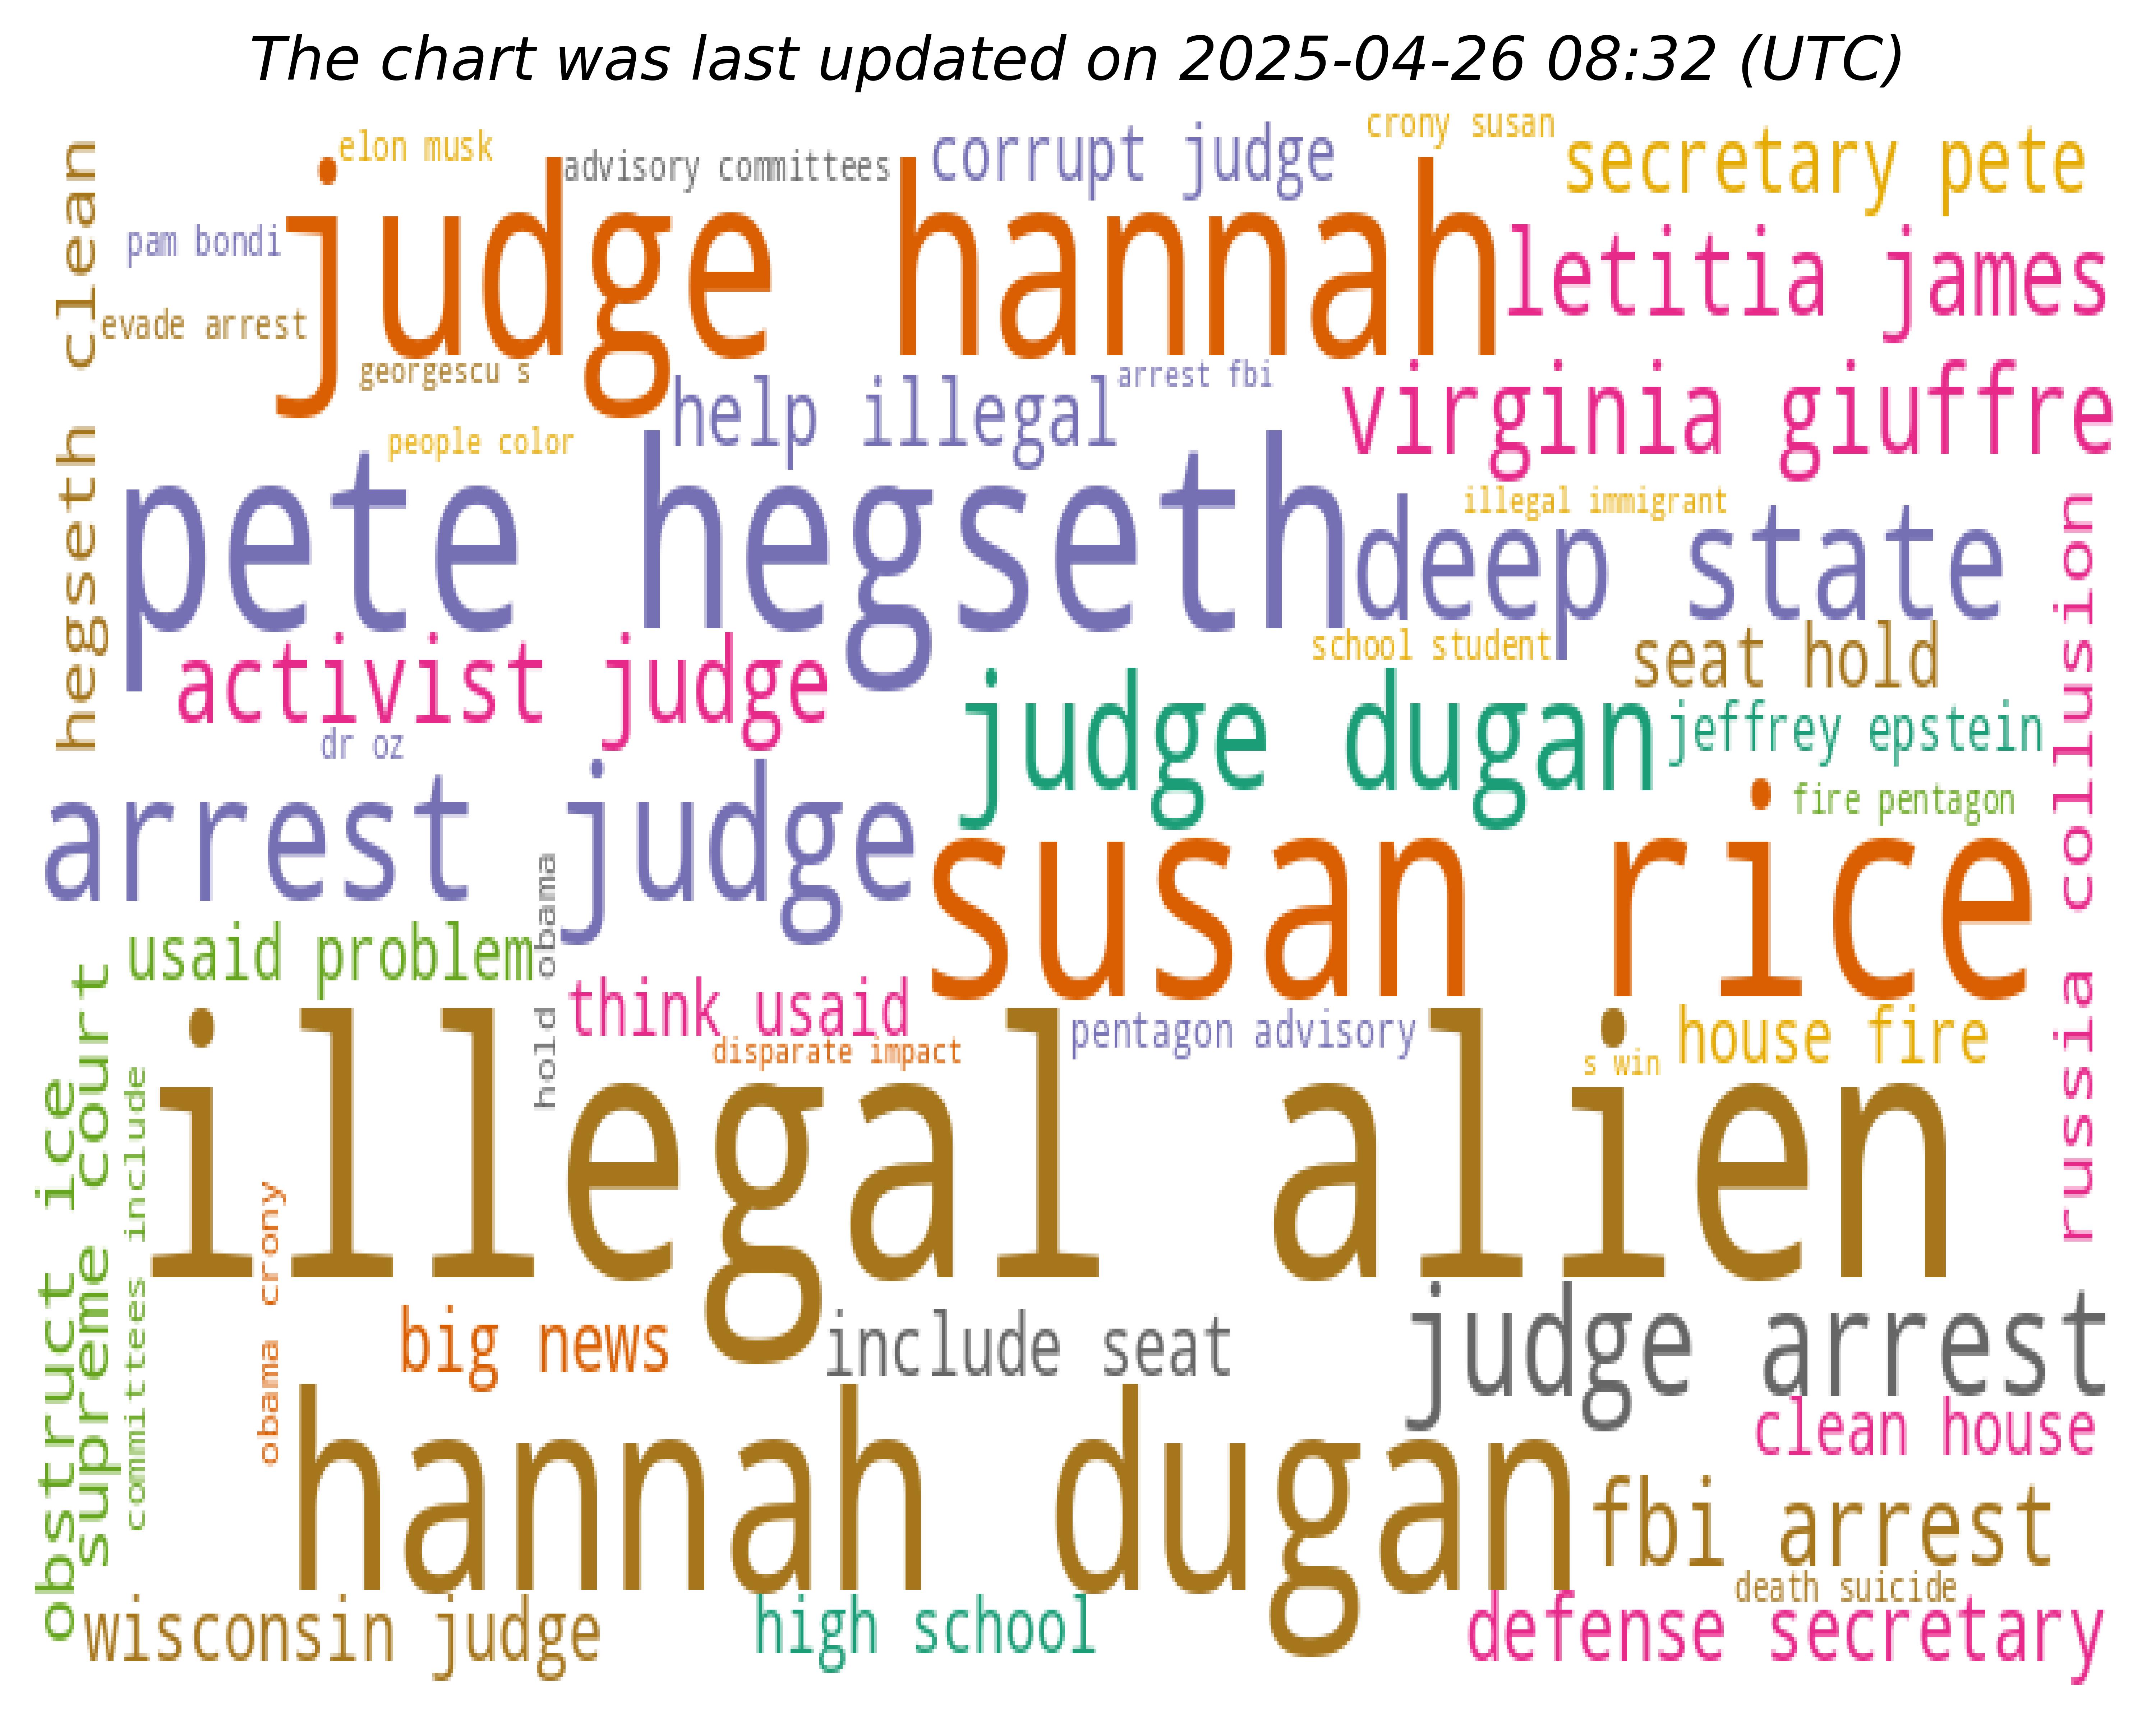 The chart was last updated on 2025-04-26 08:32 (UTC)
elon musk
advisory committees
corrupt judge
crony susan
secretary pete
judge hannah
pam bondi
letitia james
evade arrest
hegseth clean
georgescu s
help illegal
arrest fbi
virginia giuffre
people color
pete hegseth
illegal immigrant
deep state
school student
seat hold
activist judge
judge dugan
jeffrey epstein
dr oz
russia collusion
arrest judge
fire pentagon
susan rice
hold obama
usaid problem
think usaid
pentagon advisory
house fire
disparate impact
s win
illegal alien
obstruct ice
supreme court
committees include
obama crony
big news
include seat
judge arrest
clean house
hannah dugan
fbi arrest
death suicide
wisconsin judge
high school
defense secretary